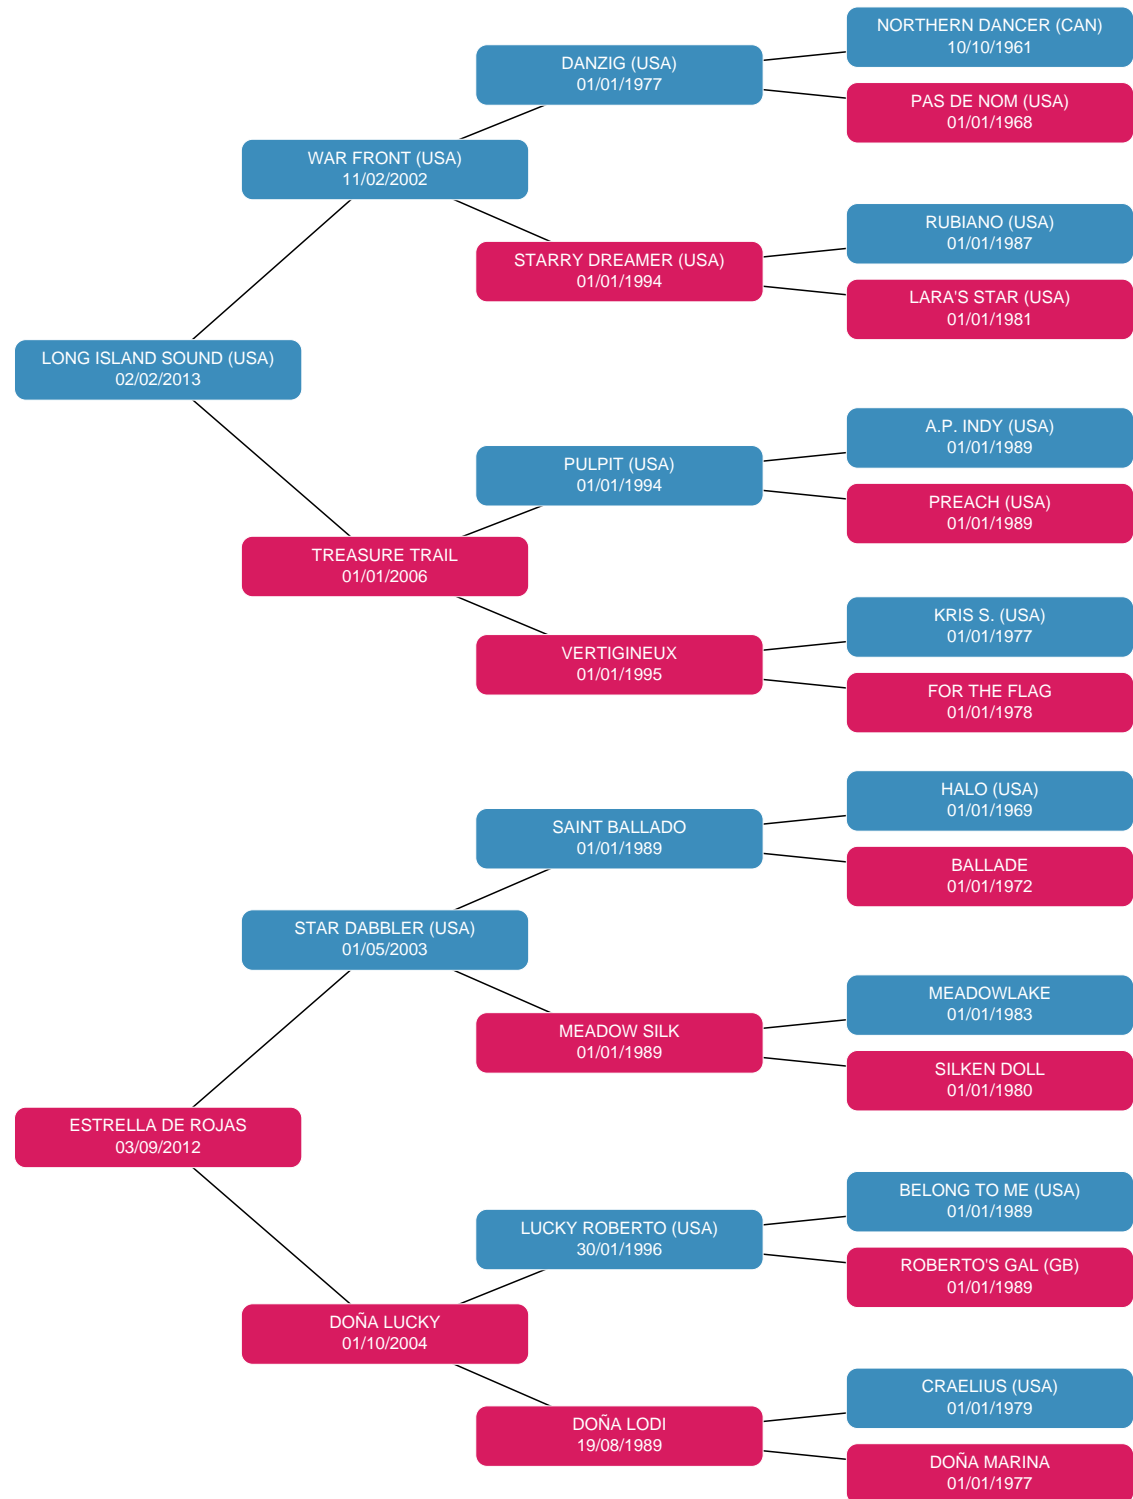 NORTHERN DANCER (CAN)
10/10/1961
DANZIG (USA)
01/01/1977
PAS DE NOM (USA)
01/01/1968
WAR FRONT (USA)
11/02/2002
RUBIANO (USA)
01/01/1987
STARRY DREAMER (USA)
01/01/1994
LARA'S STAR (USA)
01/01/1981
LONG ISLAND SOUND (USA)
02/02/2013
A.P. INDY (USA)
01/01/1989
PULPIT (USA)
01/01/1994
PREACH (USA)
01/01/1989
TREASURE TRAIL
01/01/2006
KRIS S. (USA)
01/01/1977
VERTIGINEUX
01/01/1995
FOR THE FLAG
01/01/1978
HALO (USA)
01/01/1969
SAINT BALLADO
01/01/1989
BALLADE
01/01/1972
STAR DABBLER (USA)
01/05/2003
MEADOWLAKE
01/01/1983
MEADOW SILK
01/01/1989
SILKEN DOLL
01/01/1980
ESTRELLA DE ROJAS
03/09/2012
BELONG TO ME (USA)
01/01/1989
LUCKY ROBERTO (USA)
30/01/1996
ROBERTO'S GAL (GB)
01/01/1989
DOÑA LUCKY
01/10/2004
CRAELIUS (USA)
01/01/1979
DOÑA LODI
19/08/1989
DOÑA MARINA
01/01/1977